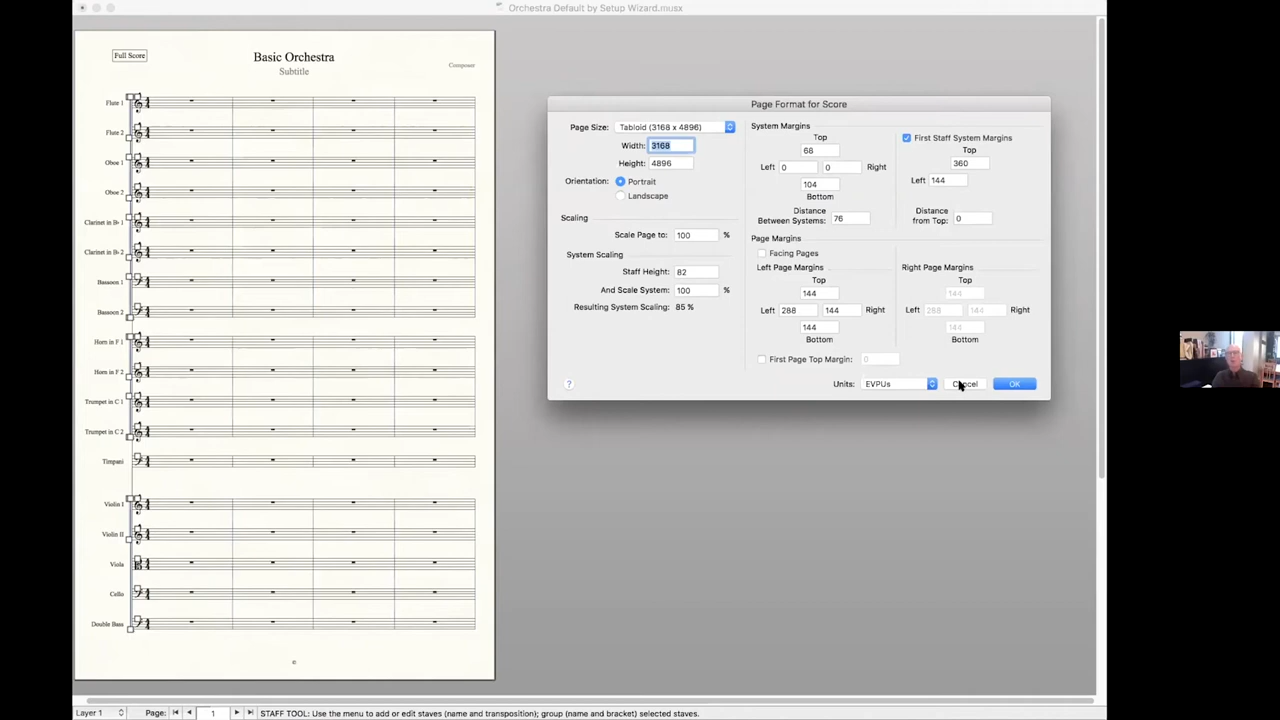 Orchestra Default by Setup Wizard.musx
Full Score
Basic Orchestra
Subtitle
Composer
Flute 1
Flute 2
Oboe 1
Oboe 2
Clarinet in B♭ 1
Clarinet in B♭ 2
Bassoon 1
Bassoon 2
Horn in F 1
Horn in F 2
Trumpet in C 1
Trumpet in C 2
Timpani
Violin I
Violin II
Viola
Cello
Double Bass
Page Format for Score
Page Size: Tabloid (3168 x 4896)
Width: 3168
Height: 4896
Orientation: Portrait
Landscape
Scaling
Scale Page to: 100 %
System Scaling
Staff Height: 82
And Scale System: 100 %
Resulting System Scaling: 85 %
System Margins
Top
68
Left 0 0 Right
104
Bottom
Distance
Between Systems: 76
First Staff System Margins
Top
360
Left 144
Distance
from Top: 0
Page Margins
Facing Pages
Left Page Margins
Top
144
Left 288 144 Right
144
Bottom
Right Page Margins
Top
144
Left 288 144 Right
144
Bottom
First Page Top Margin: 0
? Units: EVPUs Cancel OK
Layer 1 Page: 1 STAFF TOOL: Use the menu to add or edit staves (name and transposition); group (name and bracket) selected staves.